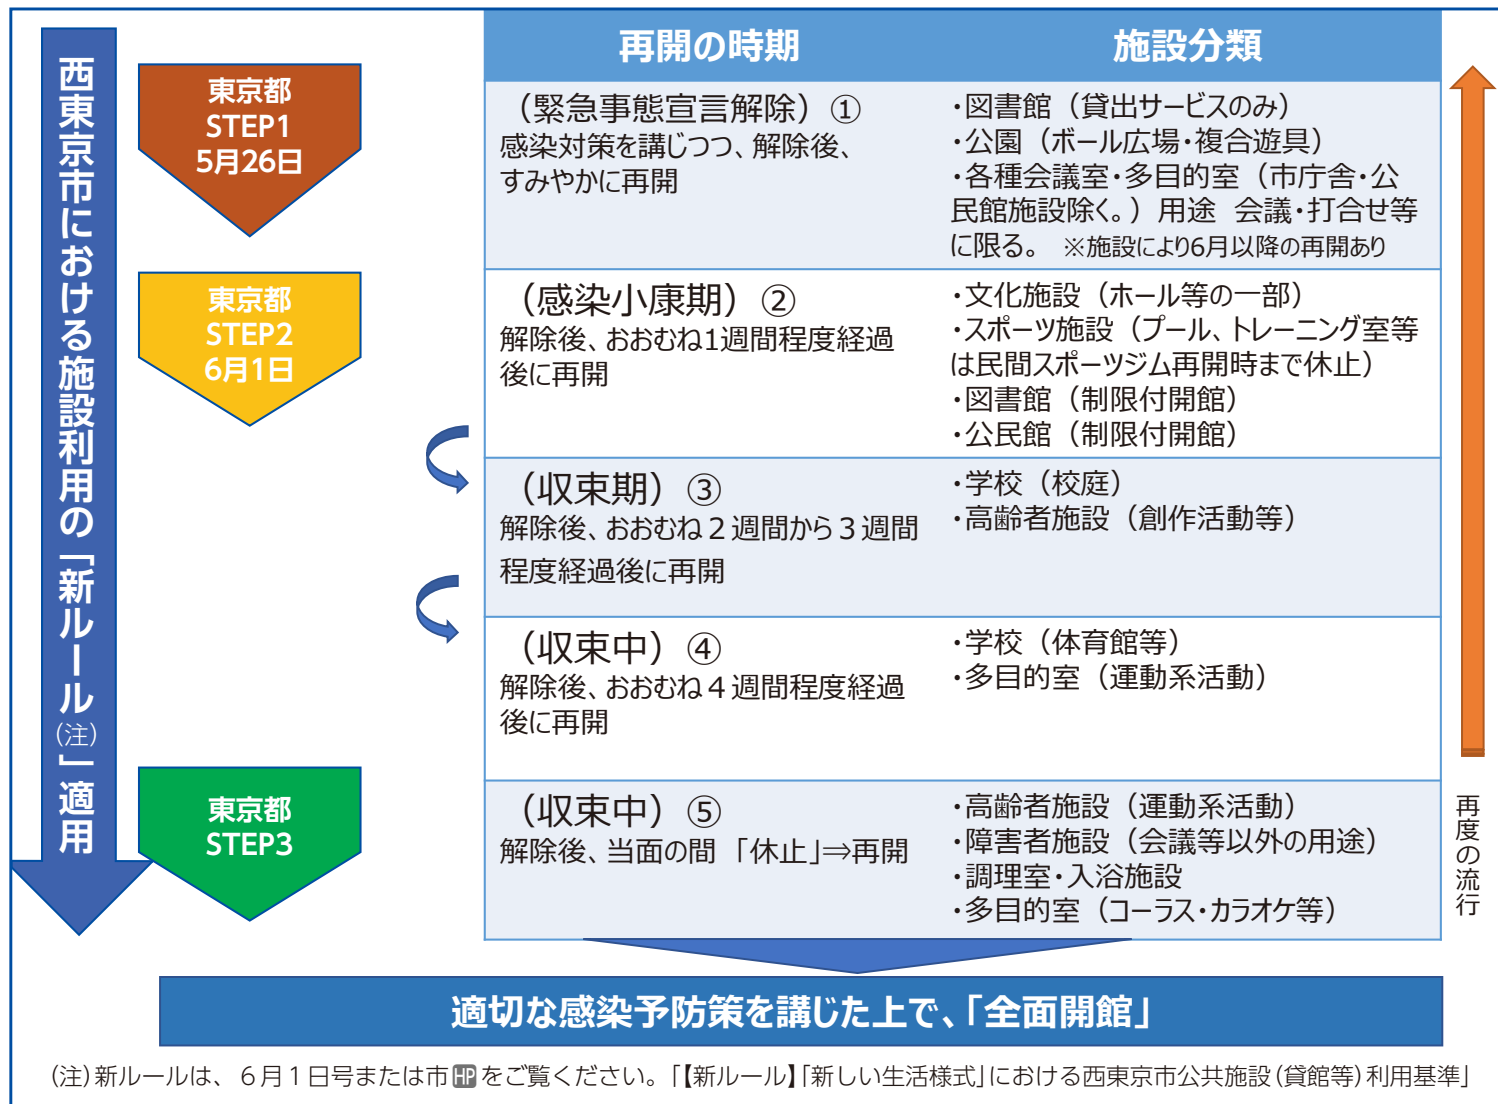 西東京市における施設利用の「新ルール(注)」適用
東京都
STEP1
5月26日
東京都
STEP2
6月1日
東京都
STEP3
再開の時期
施設分類
（緊急事態宣言解除）①
感染対策を講じつつ、解除後、
すみやかに再開
・図書館（貸出サービスのみ）
・公園（ボール広場・複合遊具）
・各種会議室・多目的室（市庁舎・公
民館施設除く。）用途　会議・打合せ等
に限る。　※施設により6月以降の再開あり
（感染小康期）②
解除後、おおむね1週間程度経過
後に再開
・文化施設（ホール等の一部）
・スポーツ施設（プール、トレーニング室等
は民間スポーツジム再開時まで休止）
・図書館（制限付開館）
・公民館（制限付開館）
（収束期）③
解除後、おおむね２週間から３週間
程度経過後に再開
・学校（校庭）
・高齢者施設（創作活動等）
（収束中）④
解除後、おおむね４週間程度経過
後に再開
・学校（体育館等）
・多目的室（運動系活動）
（収束中）⑤
解除後、当面の間「休止」⇒再開
・高齢者施設（運動系活動）
・障害者施設（会議等以外の用途）
・調理室・入浴施設
・多目的室（コーラス・カラオケ等）
再度の流行
適切な感染予防策を講じた上で、「全面開館」
(注)新ルールは、６月１日号または市HPをご覧ください。「【新ルール】「新しい生活様式」における西東京市公共施設(貸館等)利用基準」